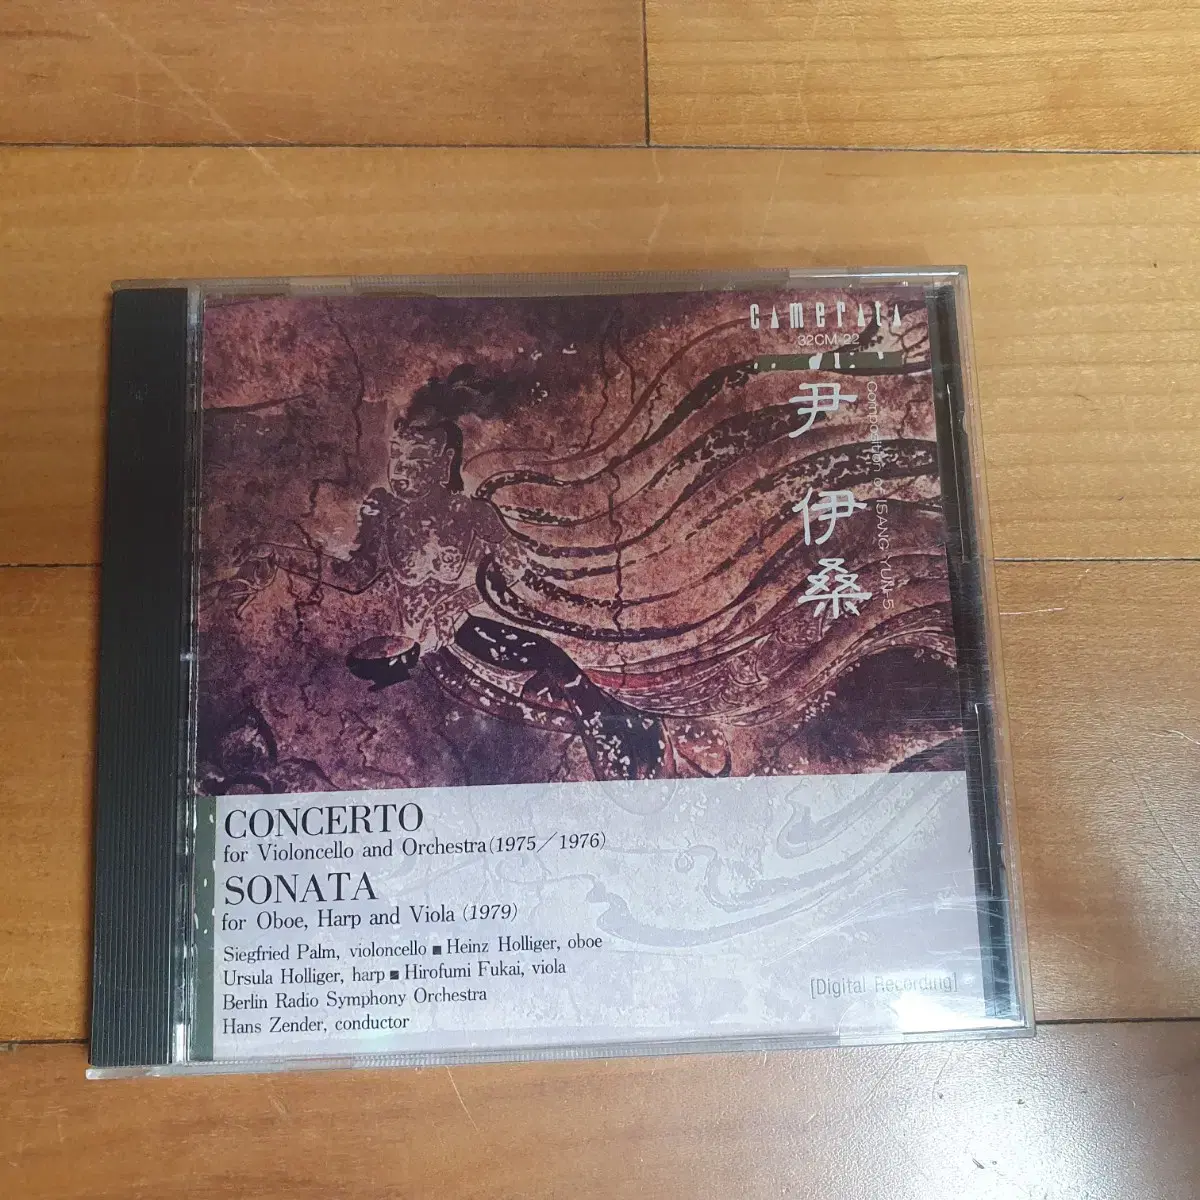 camerata
32CM-22
尹伊桑
Composition of ISANG YUN-5
CONCERTO
for Violoncello and Orchestra (1975／1976)
SONATA
for Oboe, Harp and Viola (1979)
Siegfried Palm, violoncello ■ Heinz Holliger, oboe
Ursula Holliger, harp ■ Hirofumi Fukai, viola
Berlin Radio Symphony Orchestra
Hans Zender, conductor
[Digital Recording]